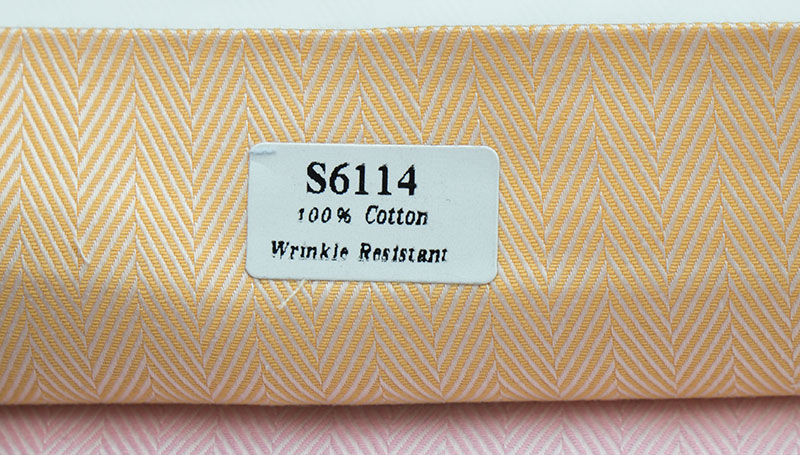 S6114
100% Cotton
Wrinkle Resistant